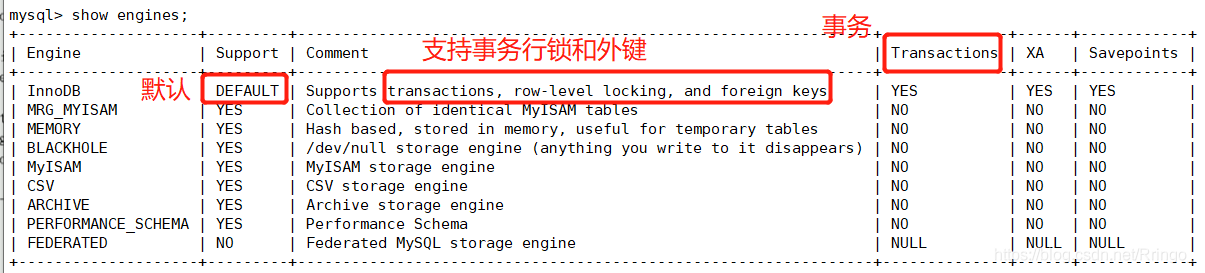 mysql> show engines;
事务
支持事务行锁和外键
| Engine | Support | Comment | Transactions | XA | Savepoints |
默认
| InnoDB | DEFAULT | Supports transactions, row-level locking, and foreign keys | YES | YES | YES |
| MRG_MYISAM | YES | Collection of identical MyISAM tables | NO | NO | NO |
| MEMORY | YES | Hash based, stored in memory, useful for temporary tables | NO | NO | NO |
| BLACKHOLE | YES | /dev/null storage engine (anything you write to it disappears) | NO | NO | NO |
| MyISAM | YES | MyISAM storage engine | NO | NO | NO |
| CSV | YES | CSV storage engine | NO | NO | NO |
| ARCHIVE | YES | Archive storage engine | NO | NO | NO |
| PERFORMANCE_SCHEMA | YES | Performance Schema | NO | NO | NO |
| FEDERATED | NO | Federated MySQL storage engine | NULL | NULL | NULL |